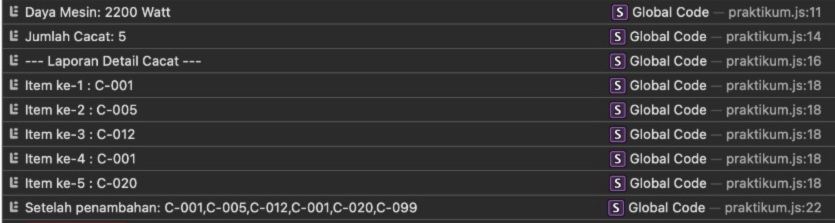 Daya Mesin: 2200 Watt S Global Code — praktikum.js:11
Jumlah Cacat: 5 S Global Code — praktikum.js:14
--- Laporan Detail Cacat --- S Global Code — praktikum.js:16
Item ke-1 : C-001 S Global Code — praktikum.js:18
Item ke-2 : C-005 S Global Code — praktikum.js:18
Item ke-3 : C-012 S Global Code — praktikum.js:18
Item ke-4 : C-001 S Global Code — praktikum.js:18
Item ke-5 : C-020 S Global Code — praktikum.js:18
Setelah penambahan: C-001,C-005,C-012,C-001,C-020,C-099 S Global Code — praktikum.js:22